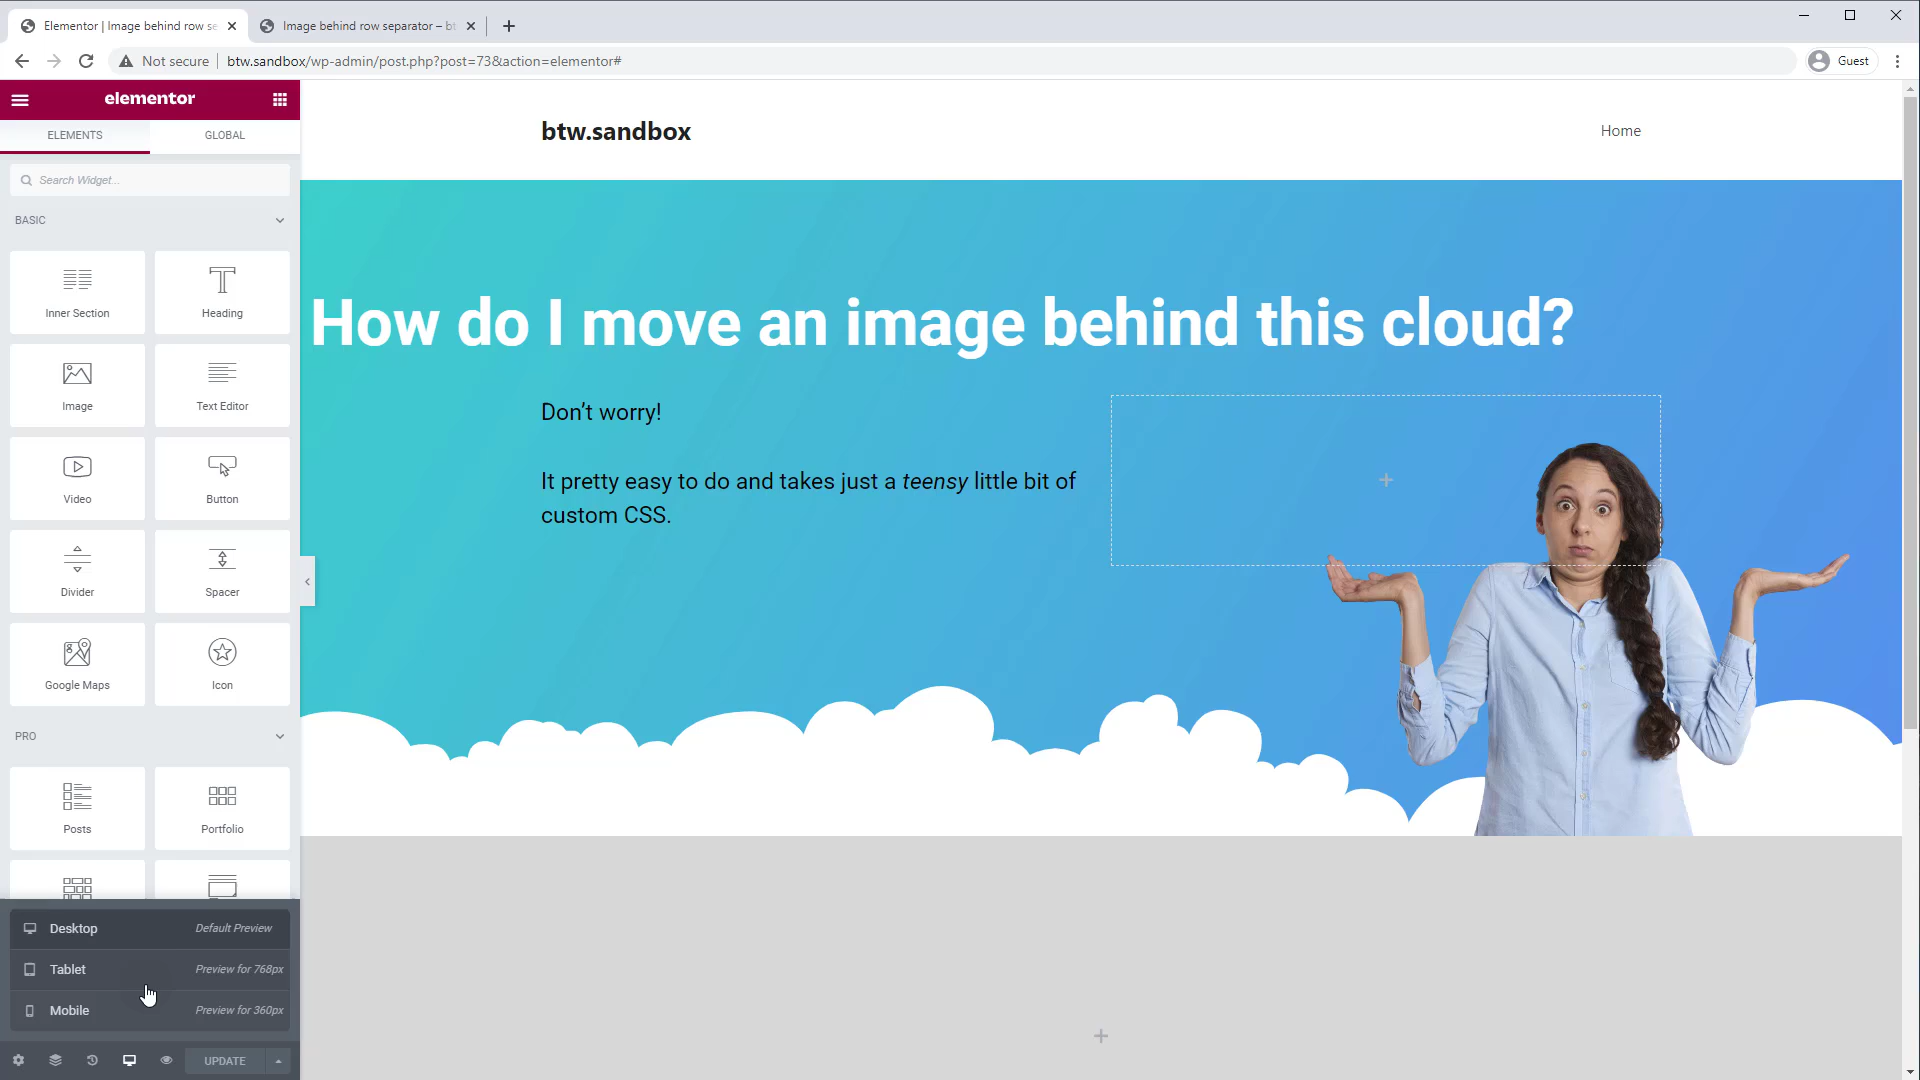 Elementor | Image behind row se
Image behind row separator – bt
Not secure
btw.sandbox/wp-admin/post.php?post=73&action=elementor#
Guest
elementor
ELEMENTS
GLOBAL
Search Widget...
BASIC
Inner Section
Heading
Image
Text Editor
Video
Button
Divider
Spacer
Google Maps
Icon
PRO
Posts
Portfolio
Desktop
Default Preview
Tablet
Preview for 768px
Mobile
Preview for 360px
UPDATE
btw.sandbox
Home
How do I move an image behind this cloud?
Don't worry!
It pretty easy to do and takes just a teensy little bit of
custom CSS.